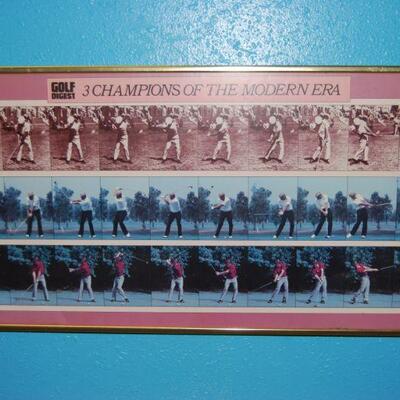 GOLF DIGEST 3 CHAMPIONS OF THE MODERN ERA